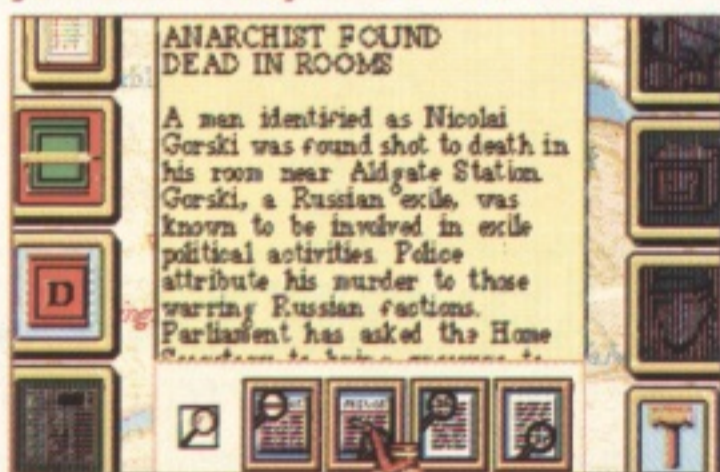 ANARCHIST FOUND
DEAD IN ROOMS
A man identified as Nicolai
Gorski was found shot to death in
his room near Aldgate Station.
Gorski, a Russian exile, was
known to be involved in exile
political activities. Police
attribute his murder to those
warring Russian factions.
Parliament has asked the Home
D